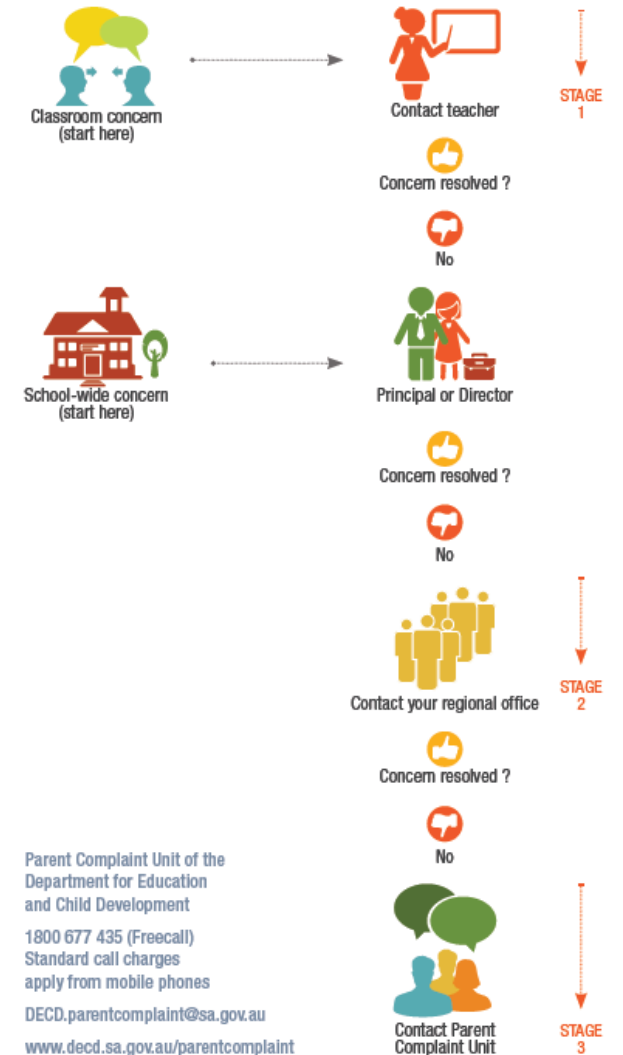 Classroom concern
(start here)
Contact teacher
STAGE
1
Concern resolved ?
No
School-wide concern
(start here)
Principal or Director
Concern resolved ?
No
Contact your regional office
STAGE
2
Concern resolved ?
No
Parent Complaint Unit of the
Department for Education
and Child Development
1800 677 435 (Freecall)
Standard call charges
apply from mobile phones
DECD.parentcomplaint@sa.gov.au
www.decd.sa.gov.au/parentcomplaint
Contact Parent
Complaint Unit
STAGE
3